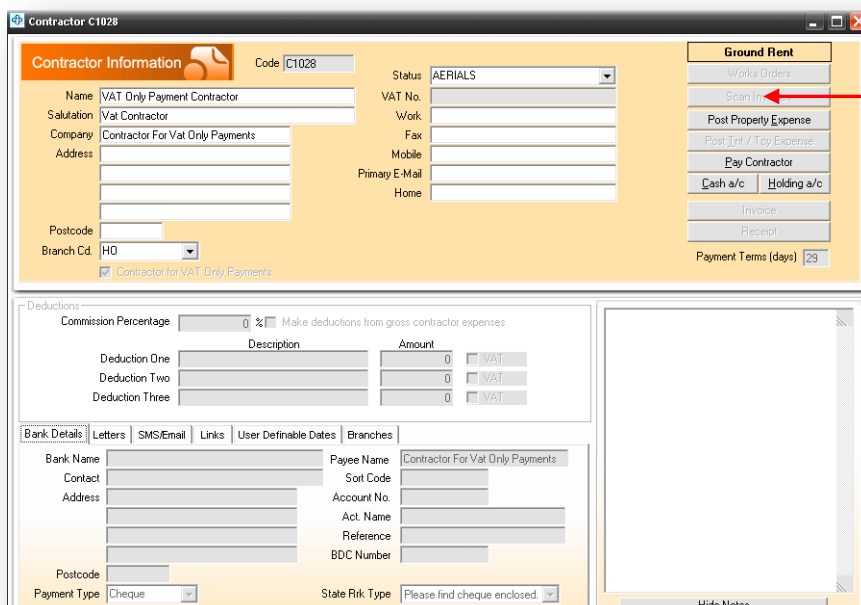 Contractor C1028
Contractor Information
Code C1028
Name VAT Only Payment Contractor
Salutation Vat Contractor
Company Contractor For Vat Only Payments
Address
Postcode
Branch Cd. HO
Contractor for VAT Only Payments
Status AERIALS
VAT No.
Work
Fax
Mobile
Primary E-Mail
Home
Ground Rent
Works Orders
Scan
Post Property Expense
Post Tnt / Tcy Expense
Pay Contractor
Cash a/c Holding a/c
Invoice
Receipt
Payment Terms (days) 29
Deductions
Commission Percentage 0 % Make deductions from gross contractor expenses
Description Amount
Deduction One 0 VAT
Deduction Two 0 VAT
Deduction Three 0 VAT
Bank Details Letters SMS/Email Links User Definable Dates Branches
Bank Name
Contact
Address
Postcode
Payment Type Cheque
Payee Name Contractor For Vat Only Payments
Sort Code
Account No.
Act. Name
Reference
BDC Number
State Rrk Type Please find cheque enclosed.
Hide Notes